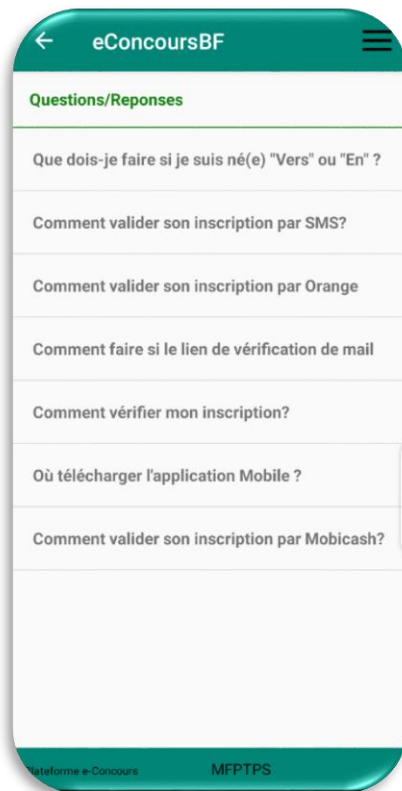 eConcoursBF
Questions/Reponses
Que dois-je faire si je suis né(e) "Vers" ou "En" ?
Comment valider son inscription par SMS?
Comment valider son inscription par Orange
Comment faire si le lien de vérification de mail
Comment vérifier mon inscription?
Où télécharger l'application Mobile ?
Comment valider son inscription par Mobicash?
lateforme e-Concours MFPTPS